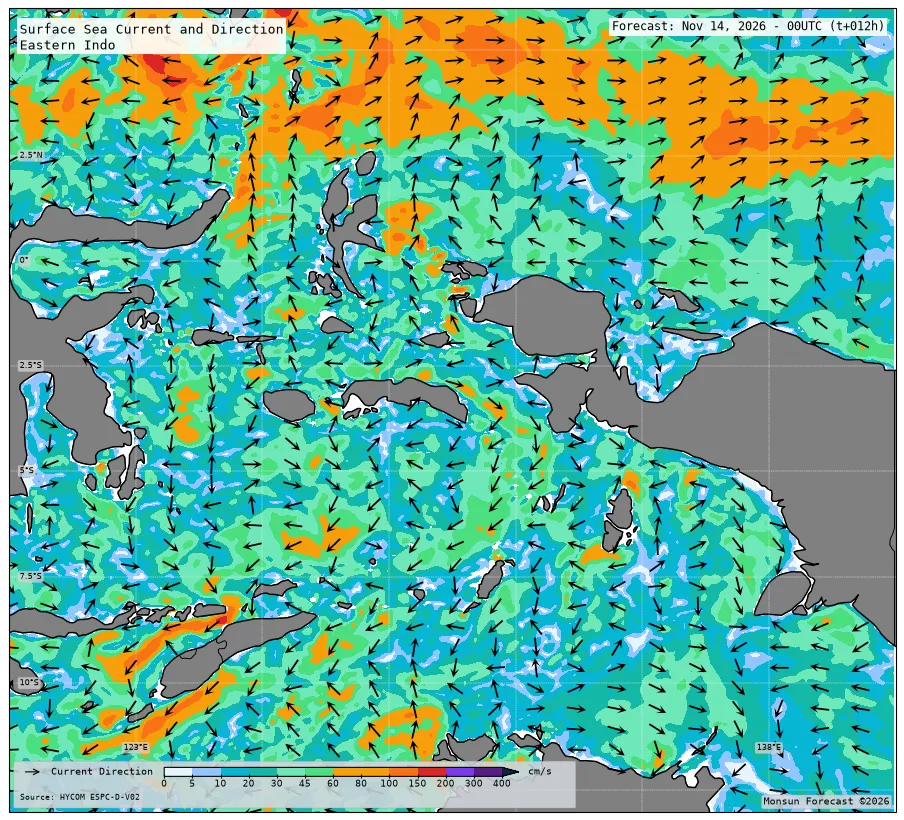 Surface Sea Current and Direction
Eastern Indo
Forecast: Nov 14, 2026 - 00UTC (t+012h)
2.5°N
0°
2.5°S
5°S
7.5°S
10°S
123°E
138°E
Current Direction
0 5 10 20 30 45 60 80 100 150 200 300 400
cm/s
Source: HYCOM ESPC-D-V02
Monsun Forecast ©2026